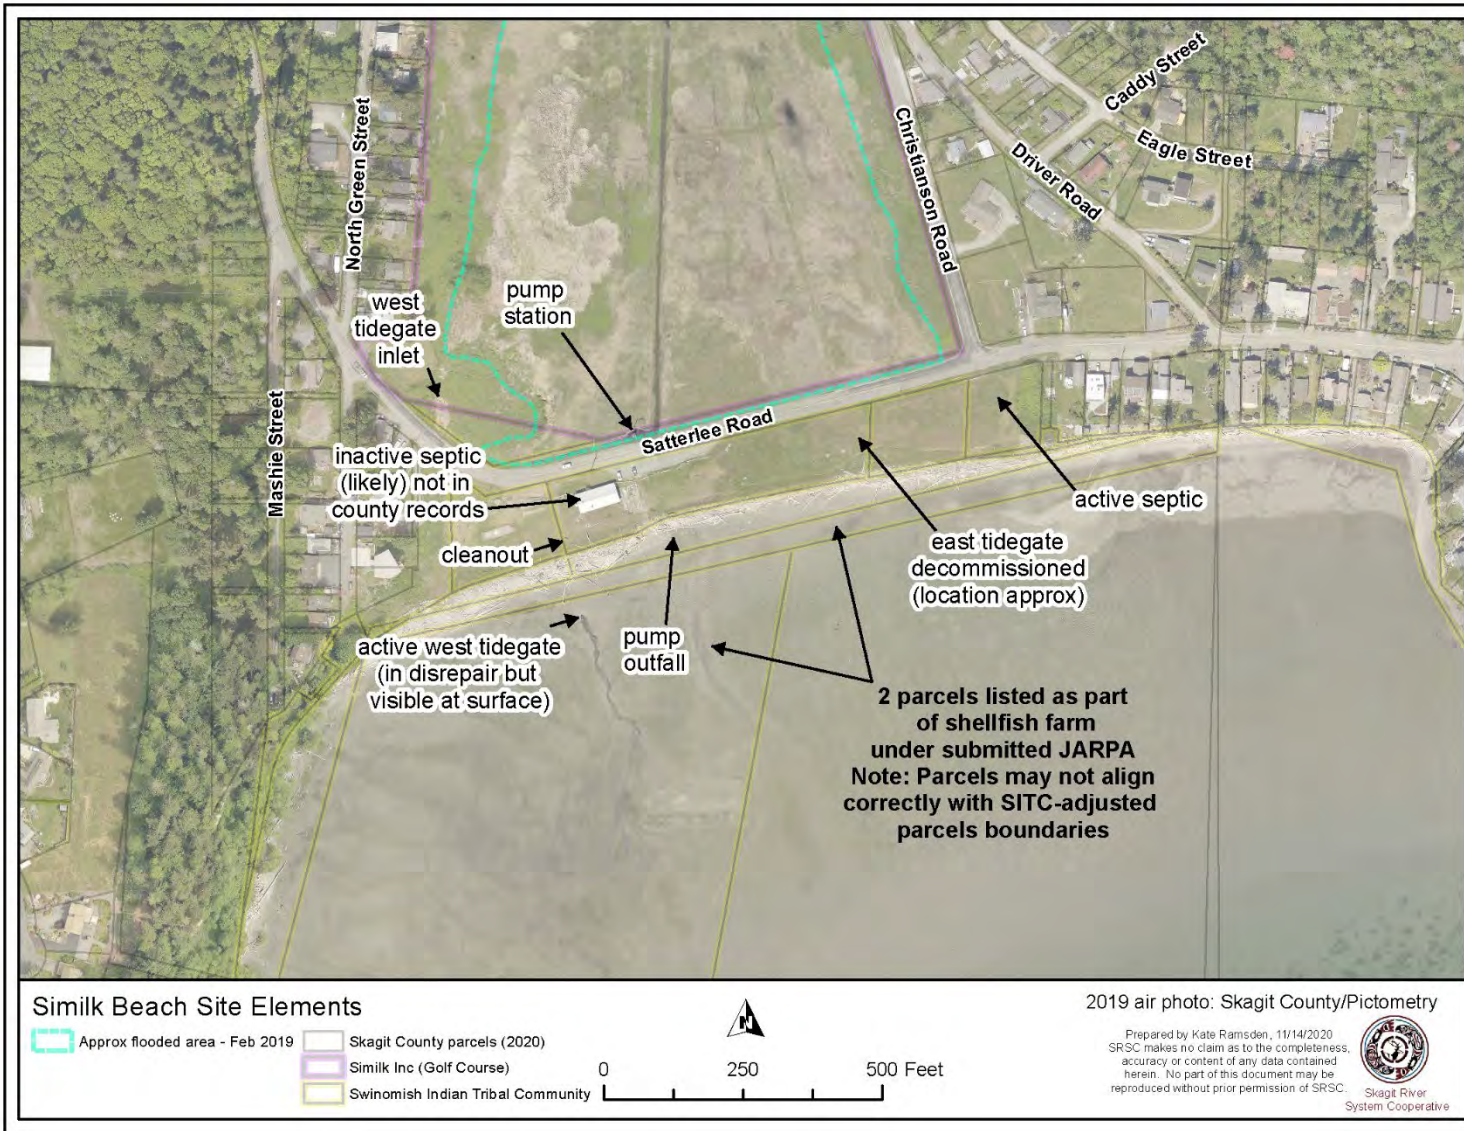 Caddy Street
Eagle Street
Driver Road
Christianson Road
North Green Street
Mashie Street
Satterlee Road
west
tidegate
inlet
pump
station
inactive septic
(likely) not in
county records
cleanout
active west tidegate
(in disrepair but
visible at surface)
pump
outfall
east tidegate
decommissioned
(location approx)
active septic
2 parcels listed as part
of shellfish farm
under submitted JARPA
Note: Parcels may not align
correctly with SITC-adjusted
parcels boundaries
Similk Beach Site Elements
Approx flooded area - Feb 2019
Skagit County parcels (2020)
Similk Inc (Golf Course)
Swinomish Indian Tribal Community
N
0 250 500 Feet
2019 air photo: Skagit County/Pictometry
Prepared by Kate Ramsden, 11/14/2020
SRSC makes no claim as to the completeness,
accuracy or content of any data contained
herein. No part of this document may be
reproduced without prior permission of SRSC.
Skagit River
System Cooperative